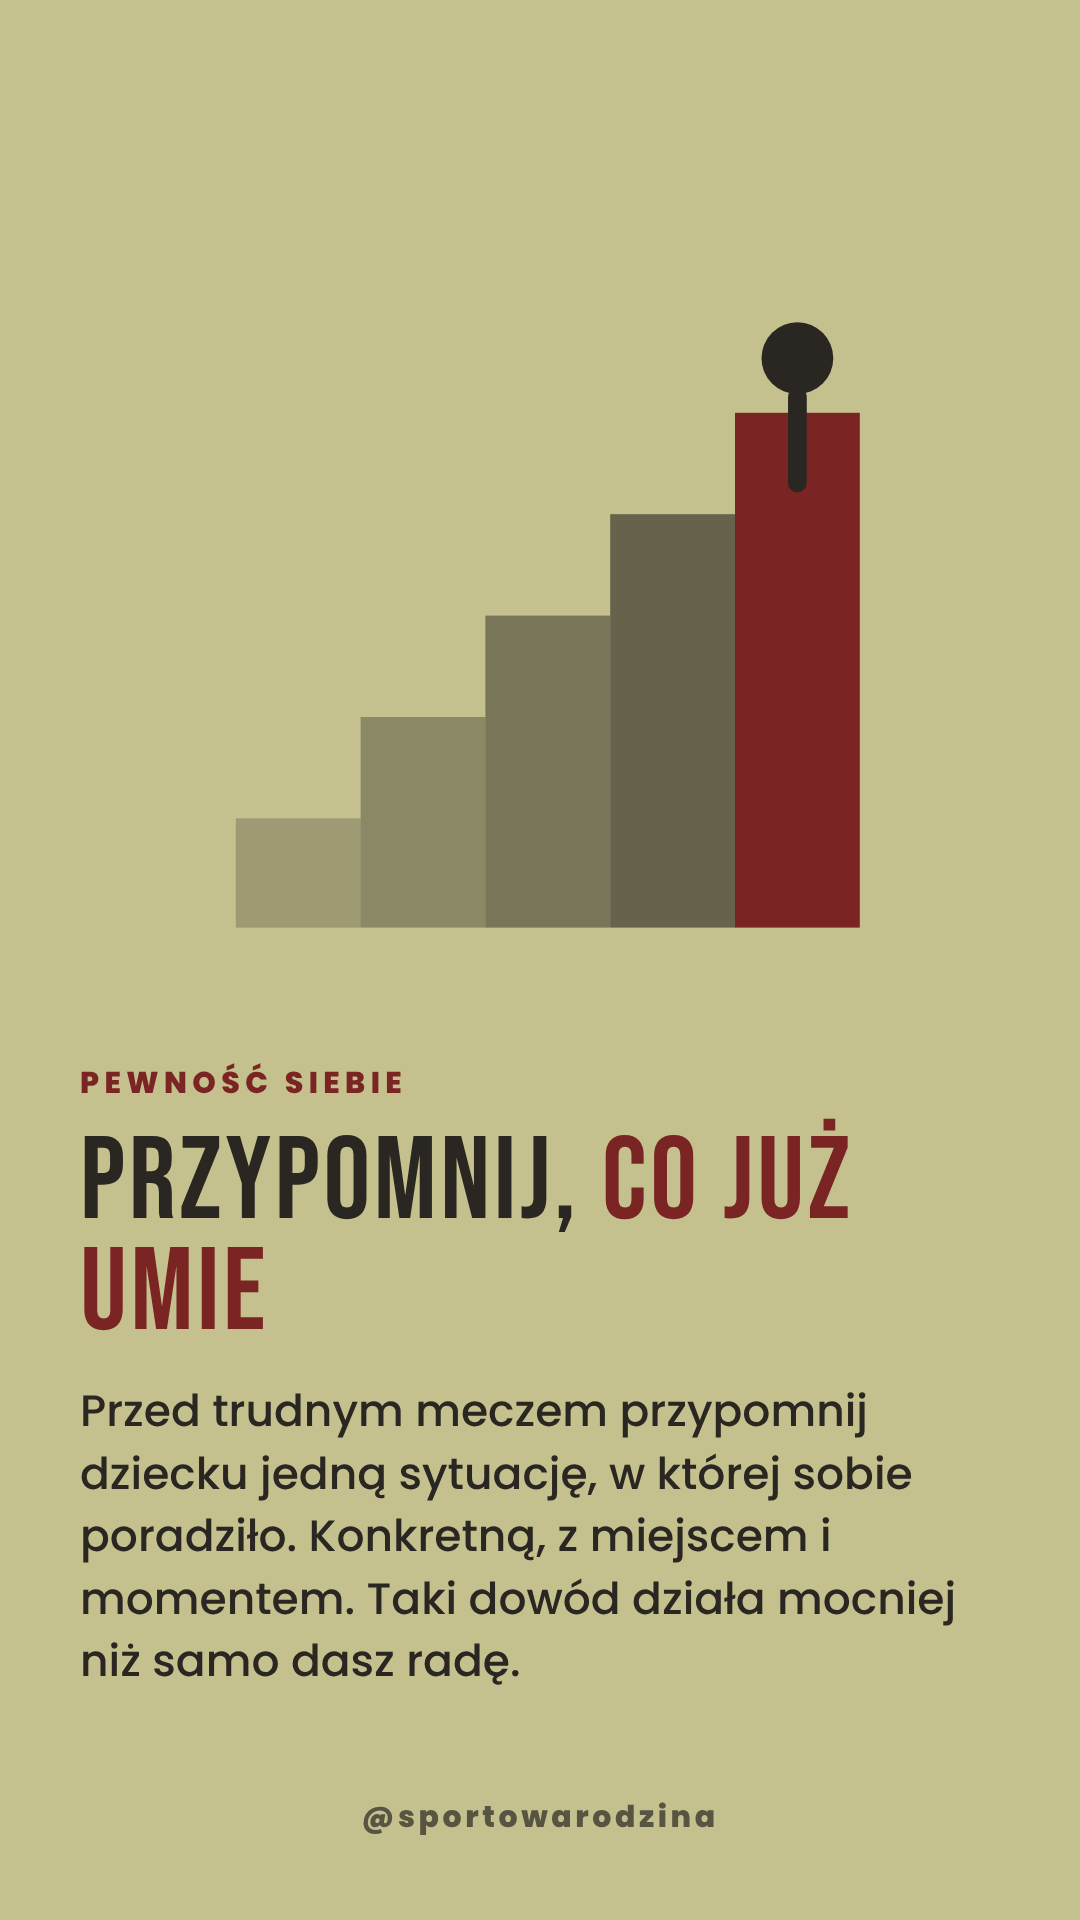 PEWNOŚĆ SIEBIE
PRZYPOMNIJ, CO JUŻ
UMIE
Przed trudnym meczem przypomnij
dziecku jedną sytuację, w której sobie
poradziło. Konkretną, z miejscem i
momentem. Taki dowód działa mocniej
niż samo dasz radę.
@sportowarodzina